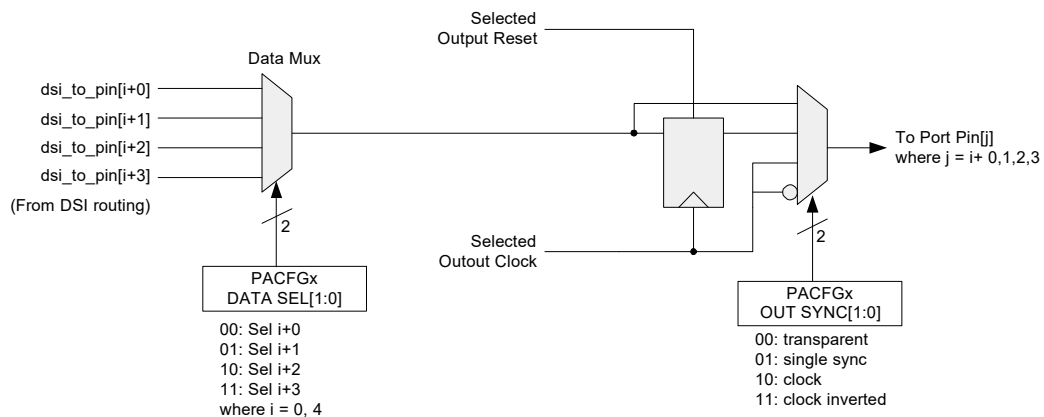 Selected
Output Reset
Data Mux
dsi_to_pin[i+0]
dsi_to_pin[i+1]
dsi_to_pin[i+2]
dsi_to_pin[i+3]
(From DSI routing)
To Port Pin[j]
where j = i+ 0,1,2,3
2
2
Selected
Outout Clock
PACFGx
DATA SEL[1:0]
00: Sel i+0
01: Sel i+1
10: Sel i+2
11: Sel i+3
where i = 0, 4
PACFGx
OUT SYNC[1:0]
00: transparent
01: single sync
10: clock
11: clock inverted